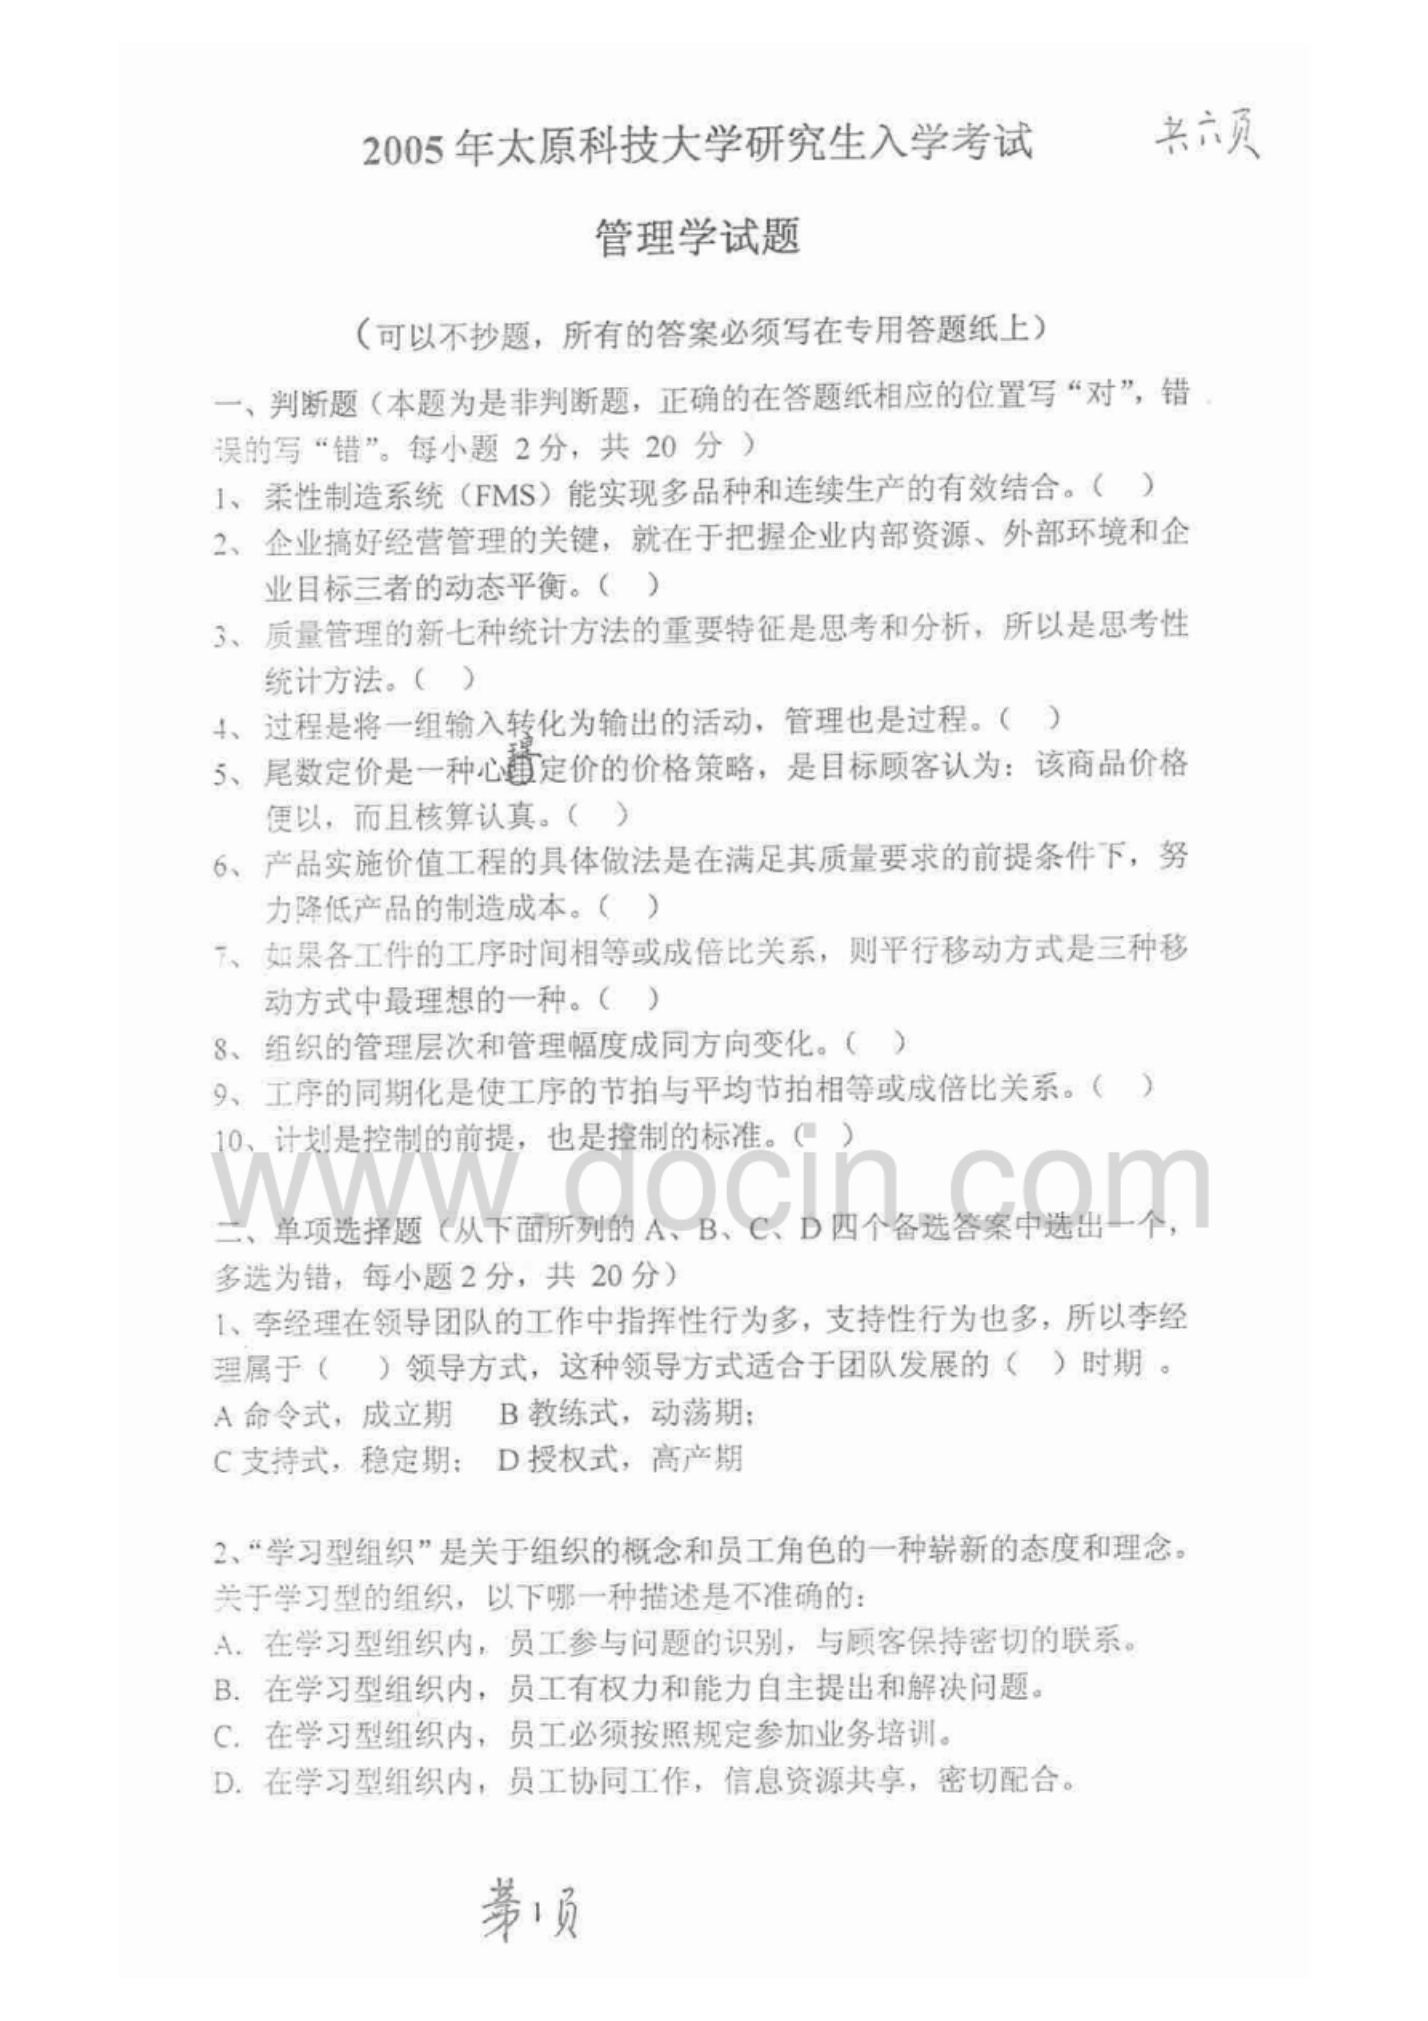 2005年太原科技大学研究生入学考试
共六页
管理学试题
（可以不抄题，所有的答案必须写在专用答题纸上）
一、判断题（本题为是非判断题，正确的在答题纸相应的位置写“对”，错
误的写“错”。每小题 2分，共 20 分 ）
1、 柔性制造系统（FMS）能实现多品种和连续生产的有效结合。（ ）
2、 企业搞好经营管理的关键，就在于把握企业内部资源、外部环境和企
业目标三者的动态平衡。（ ）
3、 质量管理的新七种统计方法的重要特征是思考和分析，所以是思考性
统计方法。（ ）
4、 过程是将一组输入转化为输出的活动，管理也是过程。（ ）
5、 尾数定价是一种心理定价的价格策略，是目标顾客认为：该商品价格
便以，而且核算认真。（ ）
6、 产品实施价值工程的具体做法是在满足其质量要求的前提条件下，努
力降低产品的制造成本。（ ）
7、 如果各工件的工序时间相等或成倍比关系，则平行移动方式是三种移
动方式中最理想的一种。（ ）
8、 组织的管理层次和管理幅度成同方向变化。（ ）
9、 工序的同期化是使工序的节拍与平均节拍相等或成倍比关系。（ ）
10、计划是控制的前提，也是控制的标准。（ ）
www.docin.com
二、单项选择题（从下面所列的 A、B、C、D四个备选答案中选出一个，
多选为错，每小题2分，共 20分）
1、李经理在领导团队的工作中指挥性行为多，支持性行为也多，所以李经
理属于（ ）领导方式，这种领导方式适合于团队发展的（ ）时期 。
A 命令式，成立期 B 教练式，动荡期；
C 支持式，稳定期； D 授权式，高产期
2、“学习型组织”是关于组织的概念和员工角色的一种崭新的态度和理念。
关于学习型的组织，以下哪一种描述是不准确的：
A. 在学习型组织内，员工参与问题的识别，与顾客保持密切的联系。
B. 在学习型组织内，员工有权力和能力自主提出和解决问题。
C. 在学习型组织内，员工必须按照规定参加业务培训。
D. 在学习型组织内，员工协同工作，信息资源共享，密切配合。
第1页